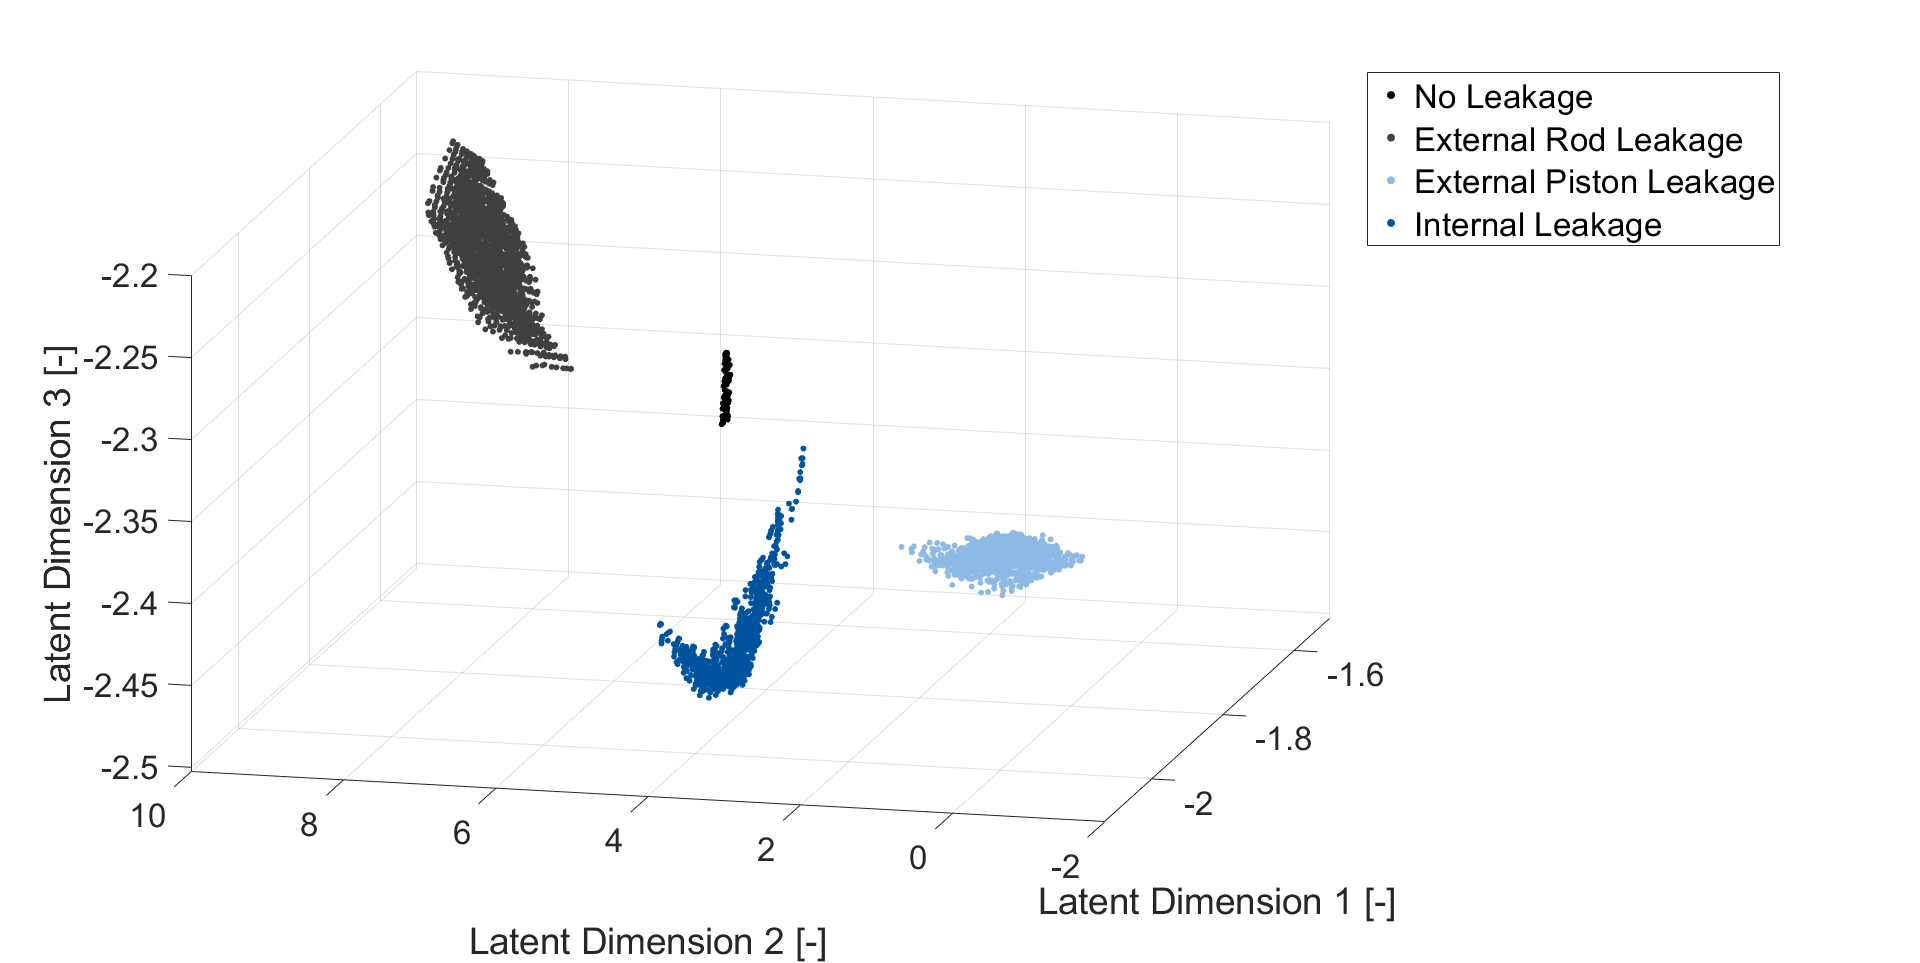 No Leakage
External Rod Leakage
External Piston Leakage
Internal Leakage
-2.2
-2.25
-2.3
-2.35
-2.4
-2.45
-2.5
Latent Dimension 3 [-]
10
8
6
4
2
0
-2
Latent Dimension 2 [-]
-1.6
-1.8
-2
Latent Dimension 1 [-]